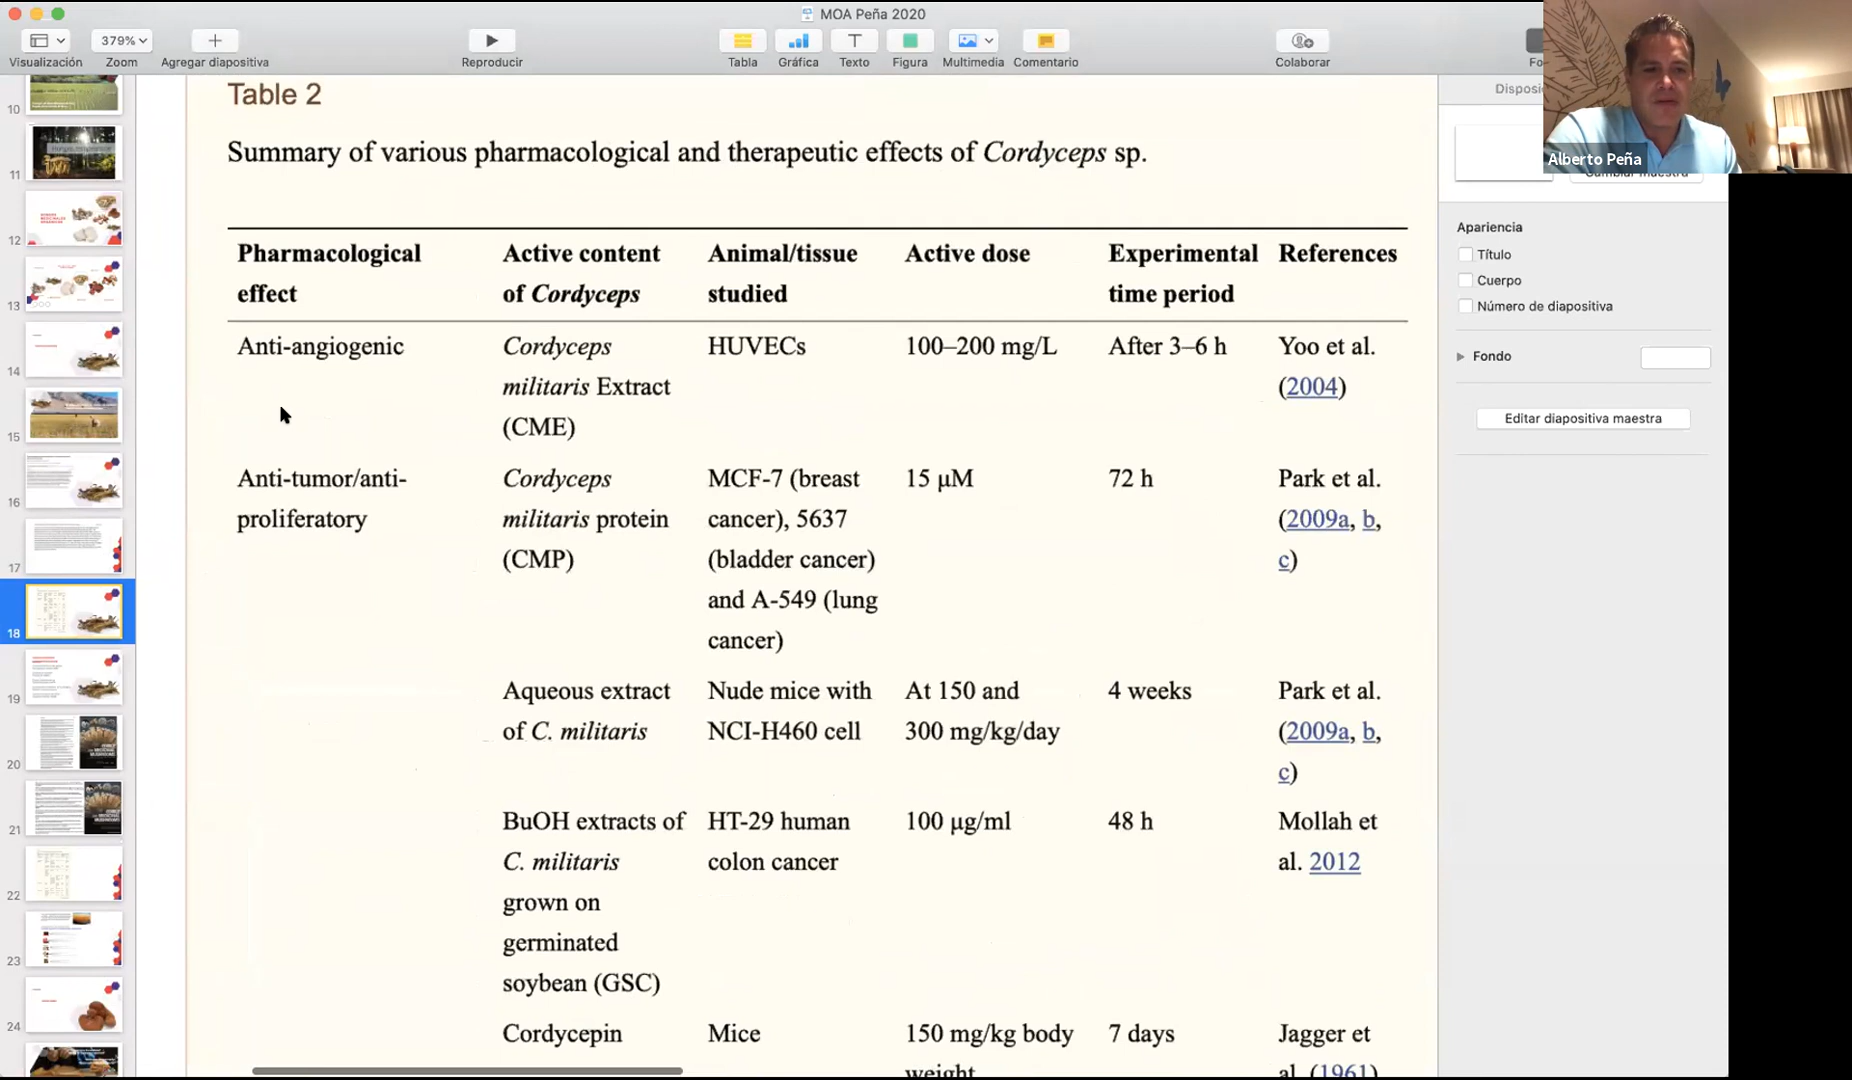 MOA Peña 2020
379%
Visualización
Zoom
Agregar diapositiva
Reproducir
Tabla
Gráfica
Texto
Figura
Multimedia
Comentario
Colaborar
Alberto Peña
Apariencia
Título
Cuerpo
Número de diapositiva
Fondo
Editar diapositiva maestra
10
11
12
13
14
15
16
17
18
19
20
21
22
23
24
Table 2
Summary of various pharmacological and therapeutic effects of Cordyceps sp.
Pharmacological Active content Animal/tissue Active dose Experimental References
effect of Cordyceps studied time period
Anti-angiogenic Cordyceps HUVECs 100–200 mg/L After 3–6 h Yoo et al.
militaris Extract (2004)
(CME)
Anti-tumor/anti- Cordyceps MCF-7 (breast 15 μM 72 h Park et al.
proliferatory militaris protein cancer), 5637 (2009a, b,
(CMP) (bladder cancer) c)
and A-549 (lung
cancer)
Aqueous extract Nude mice with At 150 and 4 weeks Park et al.
of C. militaris NCI-H460 cell 300 mg/kg/day (2009a, b,
c)
BuOH extracts of HT-29 human 100 μg/ml 48 h Mollah et
C. militaris colon cancer al. 2012
grown on
germinated
soybean (GSC)
Cordycepin Mice 150 mg/kg body 7 days Jagger et
weight al. (1961)